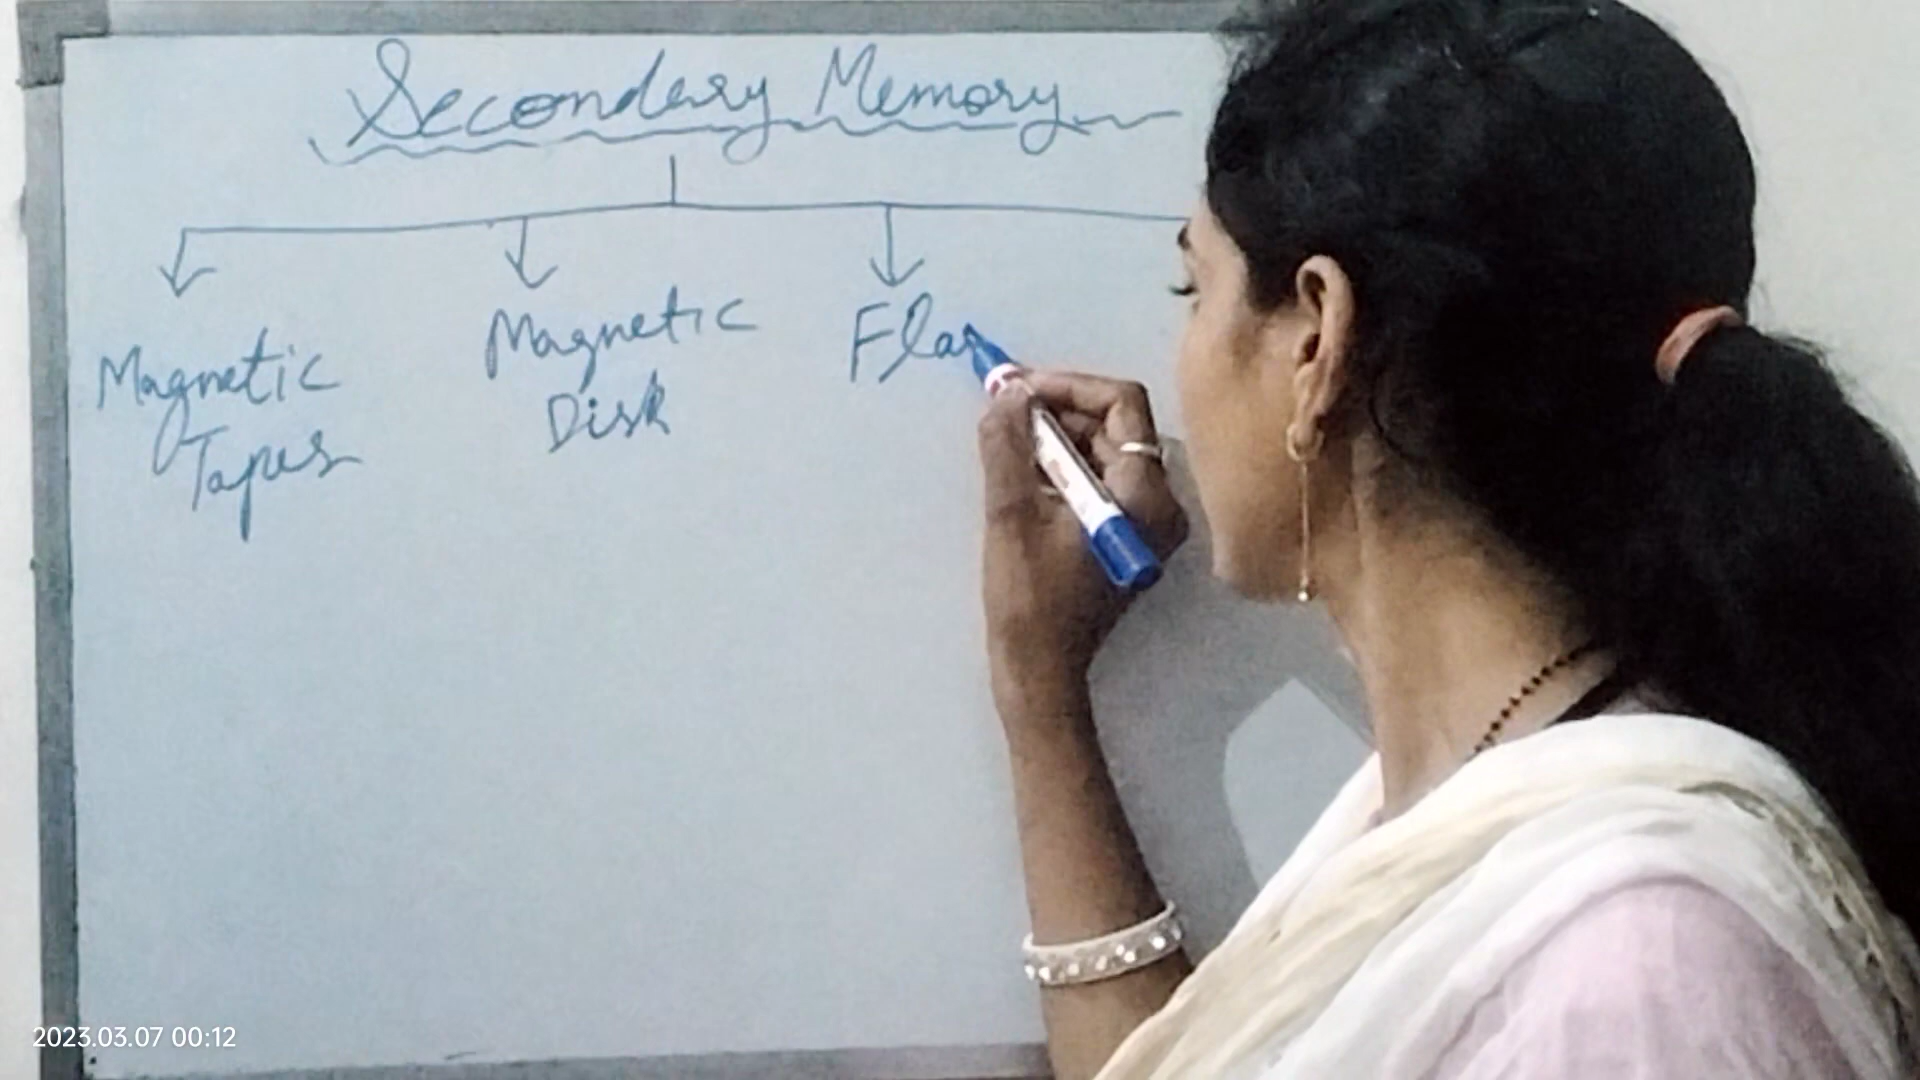 Secondary Memory
Magnetic
Tapes
Magnetic
Disk
Flas
2023.03.07 00:12